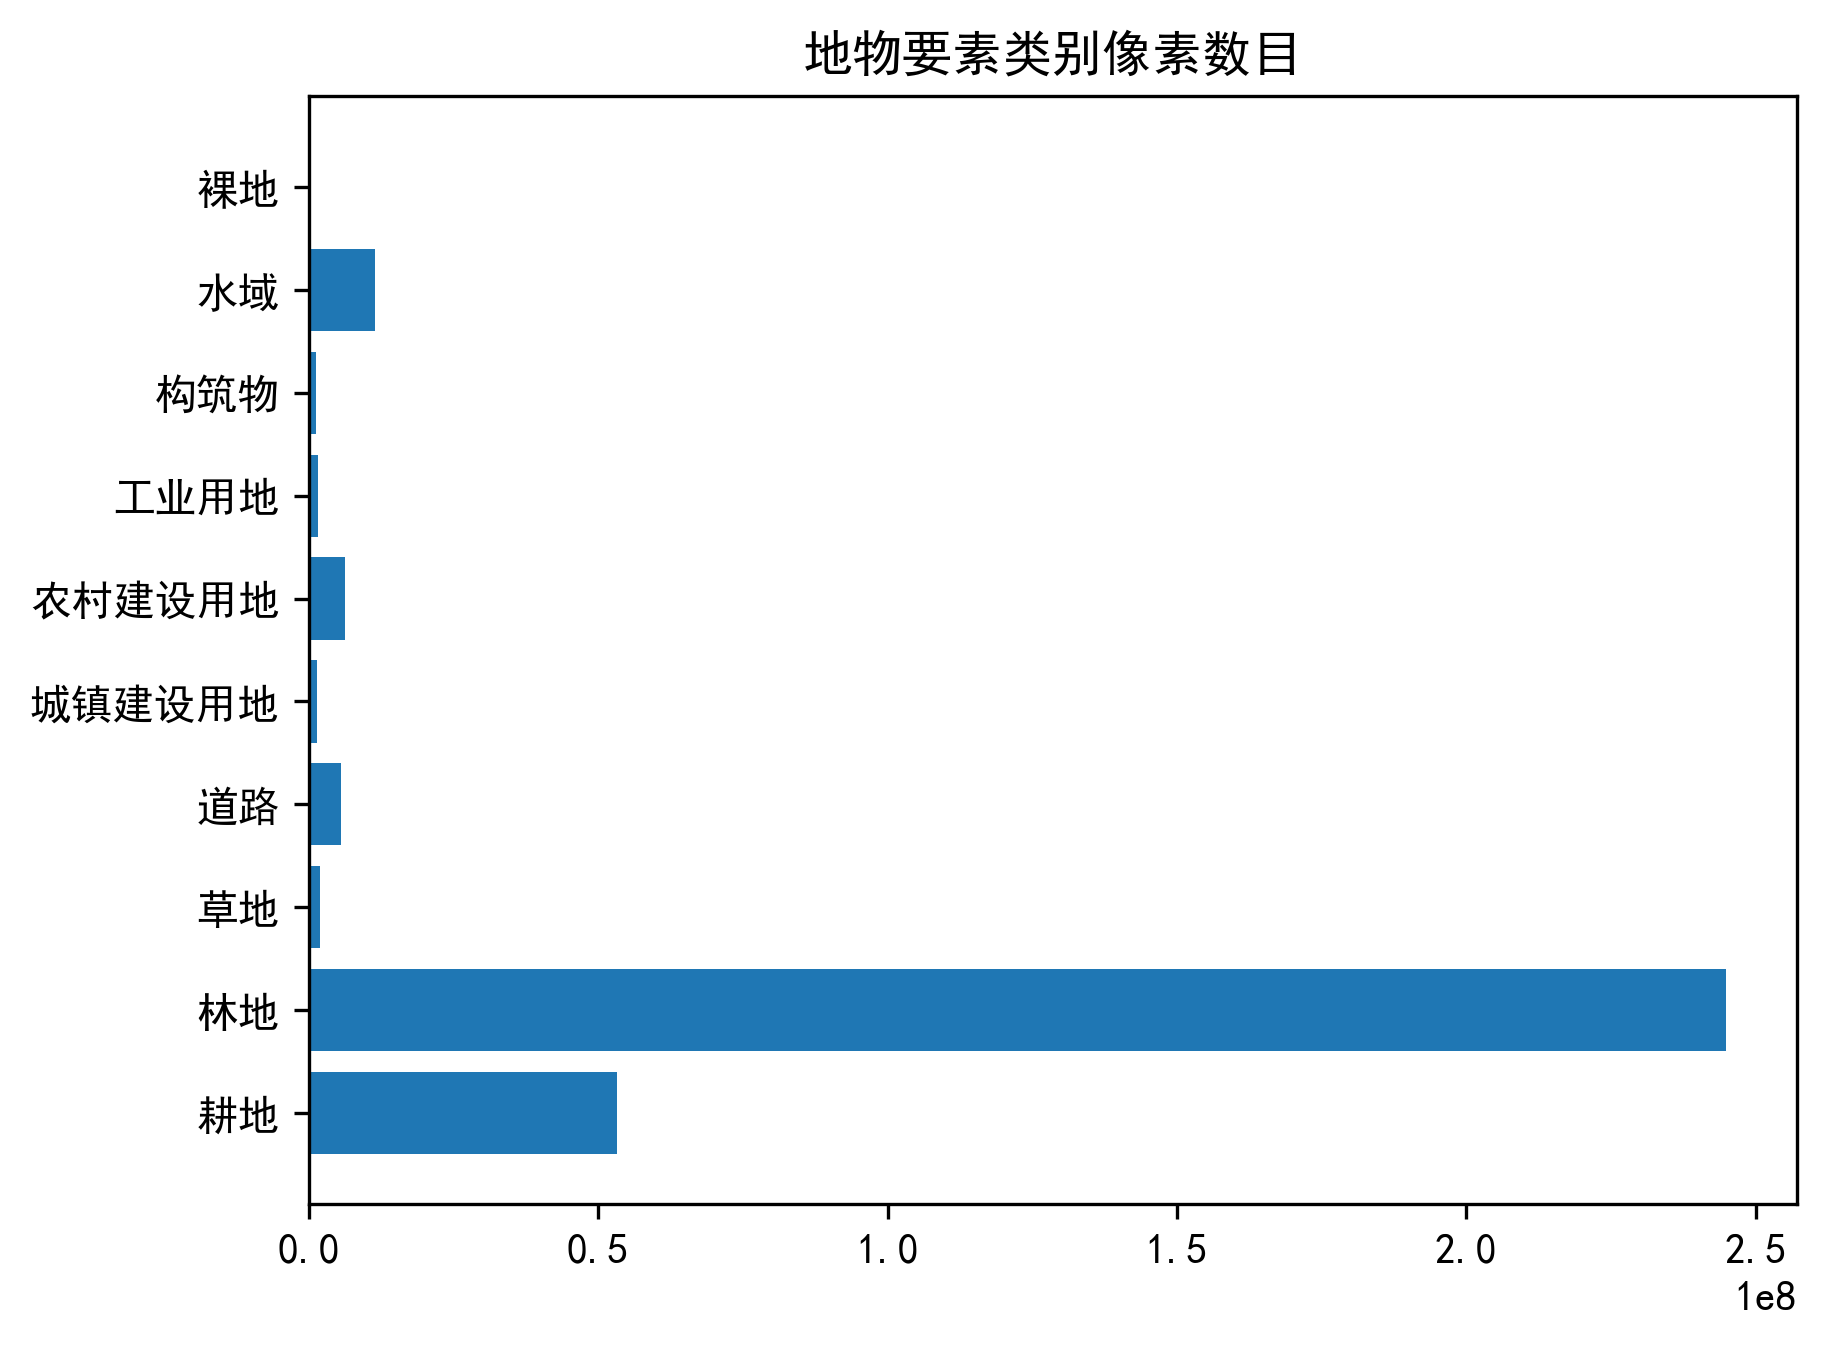 地物要素类别像素数目
裸地
水域
构筑物
工业用地
农村建设用地
城镇建设用地
道路
草地
林地
耕地
0.0 0.5 1.0 1.5 2.0 2.5
1e8